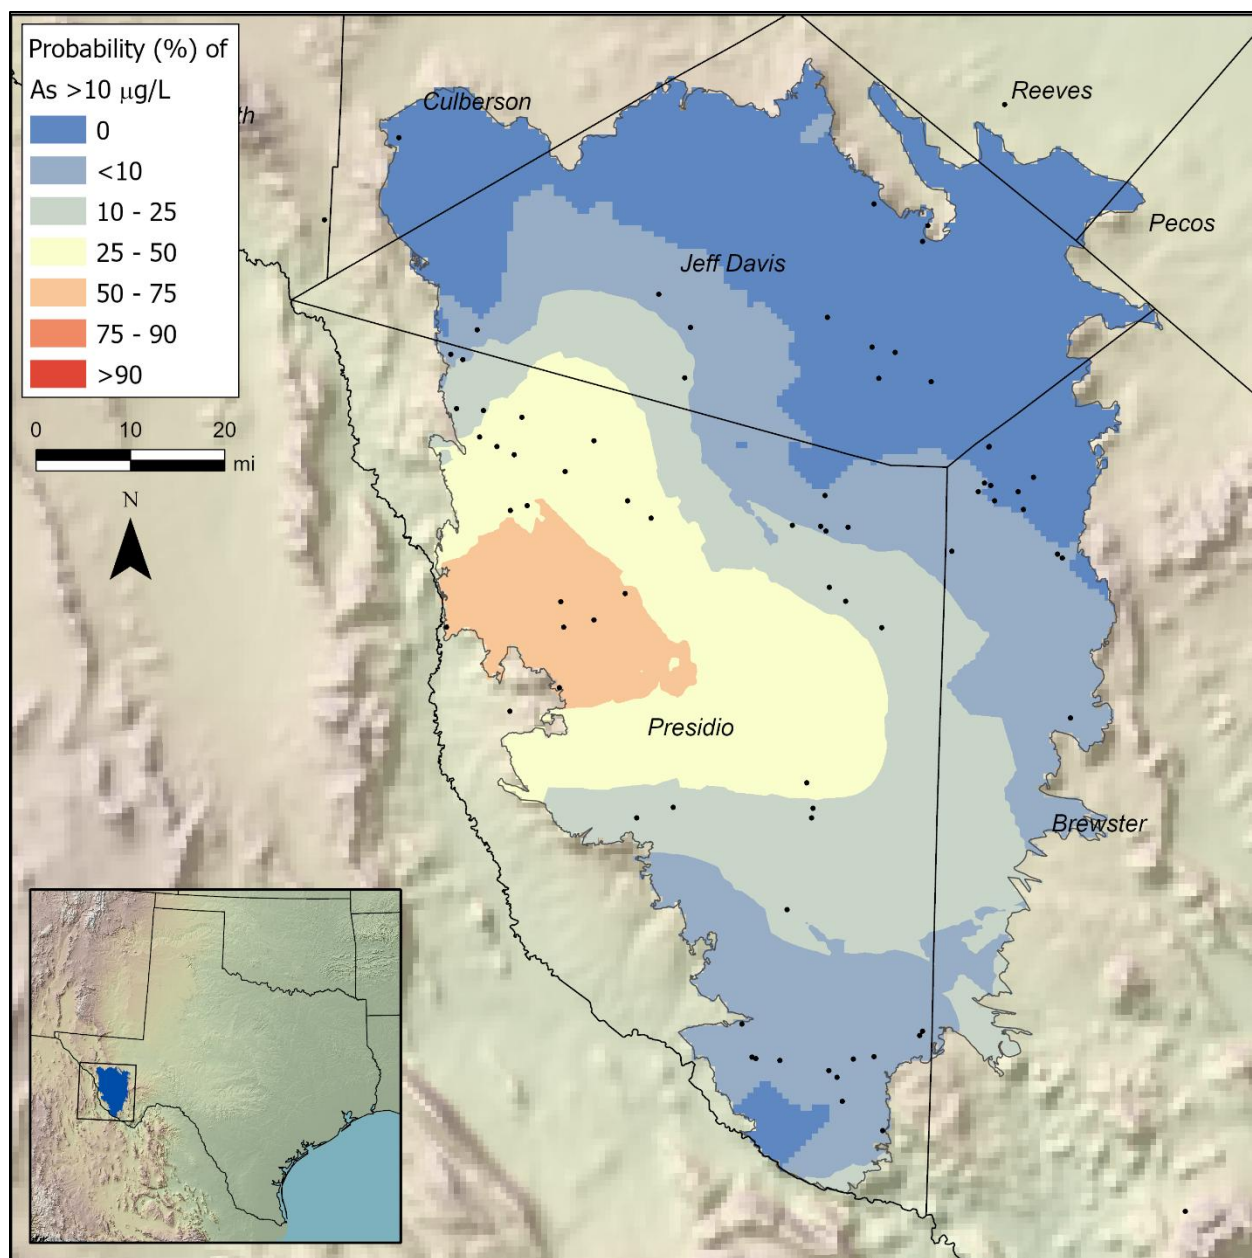 Probability (%) of
As >10 µg/L
0
<10
10 - 25
25 - 50
50 - 75
75 - 90
>90
0 10 20
mi
N
Culberson
Reeves
Pecos
Jeff Davis
Presidio
Brewster